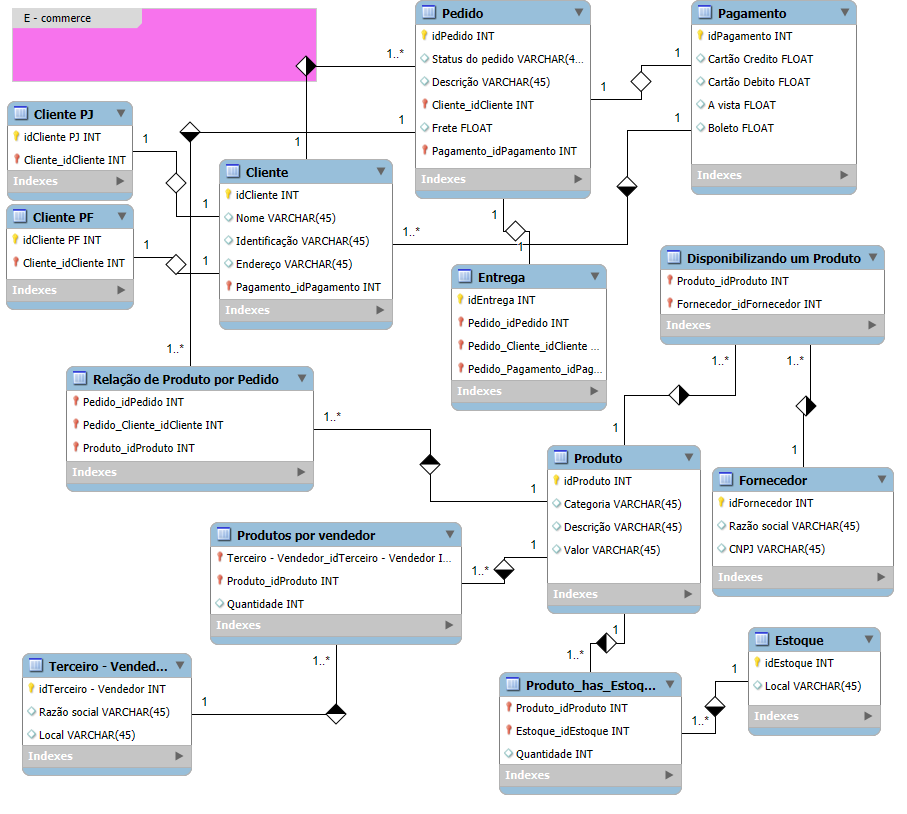 E - commerce
Pedido
idPedido INT
Status do pedido VARCHAR(4...
Descrição VARCHAR(45)
Cliente_idCliente INT
Frete FLOAT
Pagamento_idPagamento INT
Indexes
Pagamento
idPagamento INT
Cartão Credito FLOAT
Cartão Debito FLOAT
A vista FLOAT
Boleto FLOAT
Indexes
1..*
1
1
1
1
1
Cliente PJ
idCliente PJ INT
Cliente_idCliente INT
Indexes
1
1
Cliente PF
idCliente PF INT
Cliente_idCliente INT
Indexes
1
1
Cliente
idCliente INT
Nome VARCHAR(45)
Identificação VARCHAR(45)
Endereço VARCHAR(45)
Pagamento_idPagamento INT
Indexes
1..*
1
1
Entrega
idEntrega INT
Pedido_idPedido INT
Pedido_Cliente_idCliente ...
Pedido_Pagamento_idPag...
Indexes
Disponibilizando um Produto
Produto_idProduto INT
Fornecedor_idFornecedor INT
Indexes
1..*
1..*
1..*
1
1
Relação de Produto por Pedido
Pedido_idPedido INT
Pedido_Cliente_idCliente INT
Produto_idProduto INT
Indexes
1..*
1
Produto
idProduto INT
Categoria VARCHAR(45)
Descrição VARCHAR(45)
Valor VARCHAR(45)
Indexes
Fornecedor
idFornecedor INT
Razão social VARCHAR(45)
CNPJ VARCHAR(45)
Indexes
Produtos por vendedor
Terceiro - Vendedor_idTerceiro - Vendedor I...
Produto_idProduto INT
Quantidade INT
Indexes
1
1..*
1..*
1
Terceiro - Vended...
idTerceiro - Vendedor INT
Razão social VARCHAR(45)
Local VARCHAR(45)
Indexes
1
1..*
Produto_has_Estoq...
Produto_idProduto INT
Estoque_idEstoque INT
Quantidade INT
Indexes
1
1..*
Estoque
idEstoque INT
Local VARCHAR(45)
Indexes